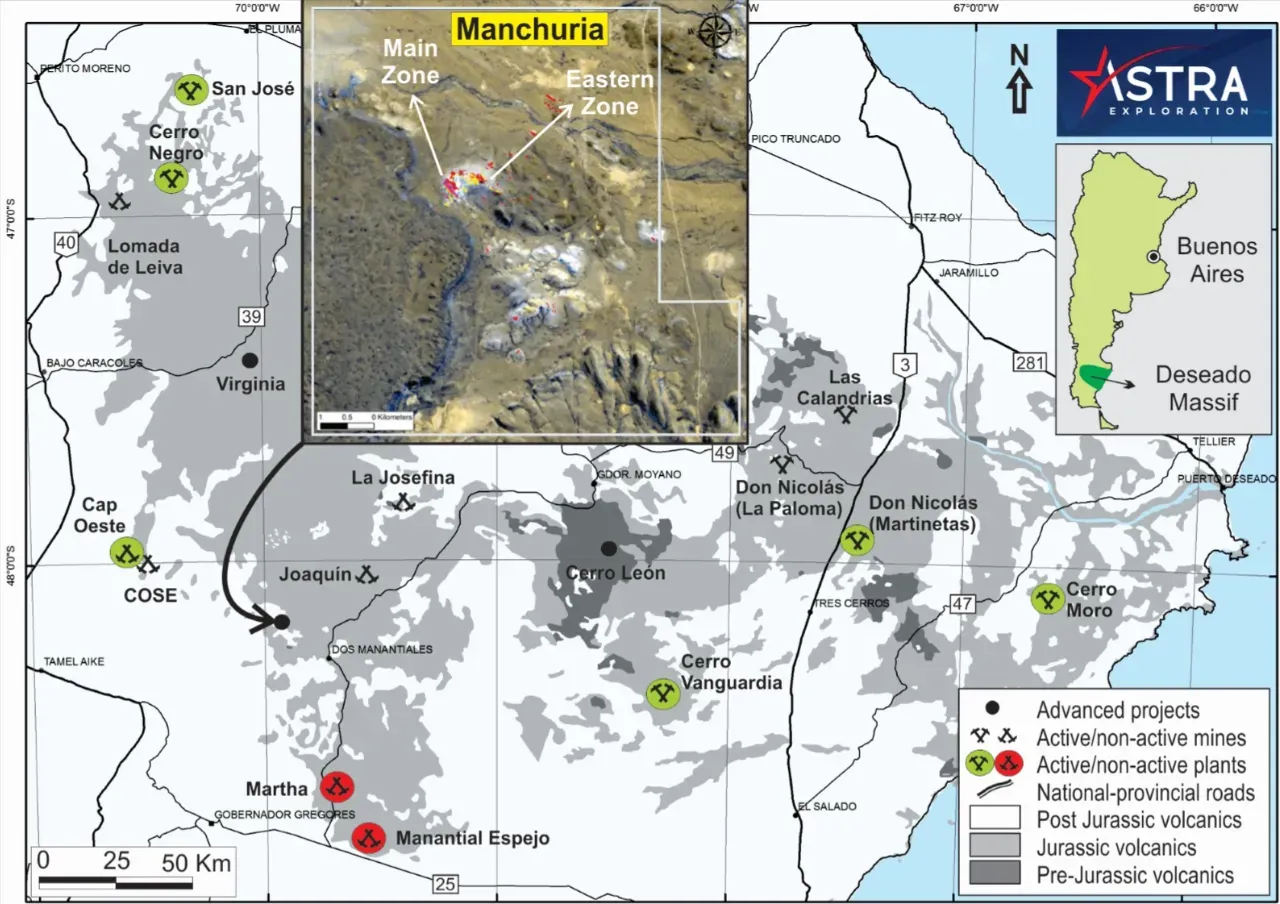 70°0'0"W
67°0'0"W
66°0'0"W
47°0'0"S
48°0'0"S
Manchuria
Main
Zone
Eastern
Zone
N
W
E
1 0.5 0 Kilometers
N
ASTRA
EXPLORATION
Buenos
Aires
Deseado
Massif
EL PLUMA
PERITO MORENO
San José
Cerro
Negro
Lomada
de Leiva
40
39
BAJO CARACOLES
Virginia
PICO TRUNCADO
FITZ ROY
JARAMILLO
3
281
Las
Calandrias
TELLIER
PUERTO DESEADO
49
GDOR. MOYANO
La Josefina
Don Nicolás
(La Paloma)
Don Nicolás
(Martinetas)
Cap
Oeste
COSE
Joaquín
Cerro León
TRES CERROS
47
Cerro
Moro
TAMEL AIKE
DOS MANANTIALES
Cerro
Vanguardia
Martha
GOBERNADOR GREGORES
Manantial Espejo
EL SALADO
25
0 25 50 Km
Advanced projects
Active/non-active mines
Active/non-active plants
National-provincial roads
Post Jurassic volcanics
Jurassic volcanics
Pre-Jurassic volcanics